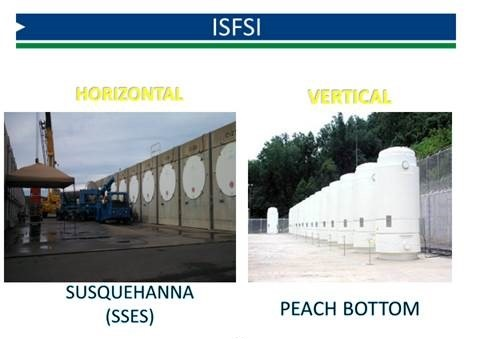 ISFSI
HORIZONTAL
VERTICAL
SUSQUEHANNA
(SSES)
PEACH BOTTOM